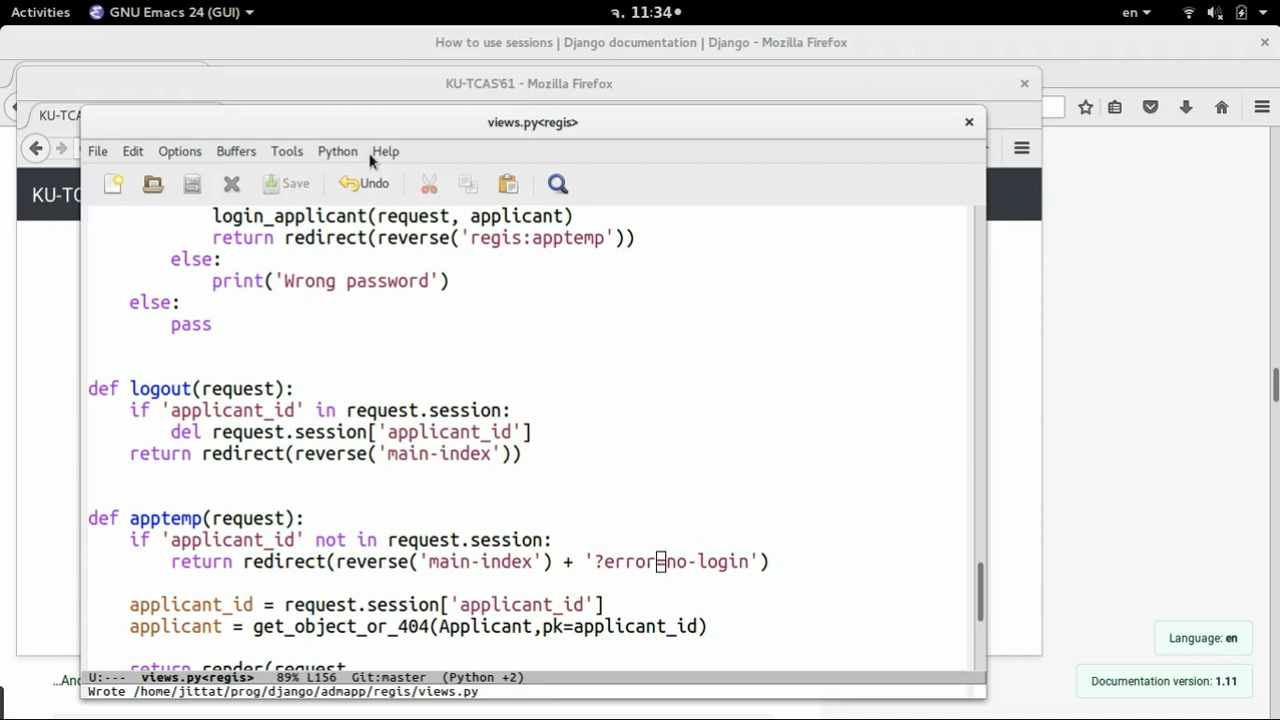 Activities GNU Emacs 24 (GUI) จ. 11:34 en
How to use sessions | Django documentation | Django - Mozilla Firefox
KU-TCAS'61 - Mozilla Firefox
KU-TCA
views.py<regis>
File Edit Options Buffers Tools Python Help
Save Undo
KU-TC
login_applicant(request, applicant)
return redirect(reverse('regis:apptemp'))
else:
print('Wrong password')
else:
pass
def logout(request):
if 'applicant_id' in request.session:
del request.session['applicant_id']
return redirect(reverse('main-index'))
def apptemp(request):
if 'applicant_id' not in request.session:
return redirect(reverse('main-index') + '?error=no-login')
applicant_id = request.session['applicant_id']
applicant = get_object_or_404(Applicant,pk=applicant_id)
return render(request,
Language: en
...And
U:--- views.py<regis> 89% L156 Git:master (Python +2)
Documentation version: 1.11
Wrote /home/jittat/prog/django/admapp/regis/views.py